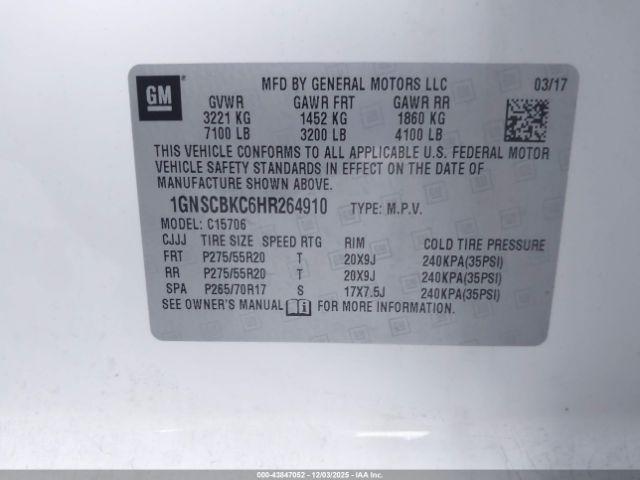 GM
MFD BY GENERAL MOTORS LLC 03/17
GVWR GAWR FRT GAWR RR
3221 KG 1452 KG 1860 KG
7100 LB 3200 LB 4100 LB
THIS VEHICLE CONFORMS TO ALL APPLICABLE U.S. FEDERAL MOTOR
VEHICLE SAFETY STANDARDS IN EFFECT ON THE DATE OF
MANUFACTURE SHOWN ABOVE.
1GNSCBKC6HR264910 TYPE: M.P.V.
MODEL: C15706
CJJJ TIRE SIZE SPEED RTG RIM COLD TIRE PRESSURE
FRT P275/55R20 T 20X9J 240KPA(35PSI)
RR P275/55R20 T 20X9J 240KPA(35PSI)
SPA P265/70R17 S 17X7.5J 240KPA(35PSI)
SEE OWNER'S MANUAL FOR MORE INFORMATION.
000-43847052 - 12/03/2025 - IAAI.COM